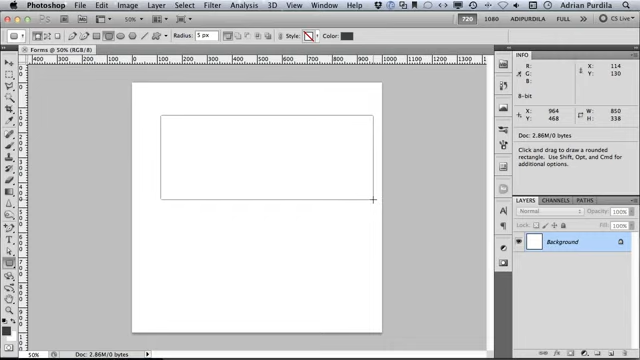 Photoshop File Edit Image Layer Select Filter Analysis 3D View Window Help Adrian Purdila
50% 720 1080 ADIPURDILA DESIGN CS Live
Radius: 5 px Style: Color:
Forms @ 50% (RGB/8)
INFO
R: X: 114
G: Y: 130
B:
8-bit
X: 964 W: 850
Y: 468 H: 338
Doc: 2.86M/0 bytes
Click and drag to draw a rounded
rectangle. Use Shift, Opt, and Cmd for
additional options.
LAYERS CHANNELS PATHS
Normal Opacity: 100%
Lock: Fill: 100%
Background
50% Doc: 2.86M/0 bytes